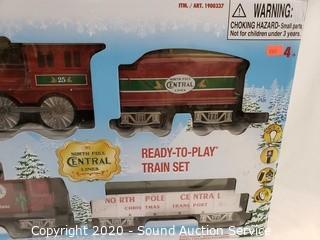 ITM. / ART. 1900337
WARNING:
CHOKING HAZARD-Small parts
Not for children under 3 years.
4+
25
NORTH POLE
CENTRAL
LINES
NORTH POLE
CENTRAL
LINES
READY-TO-PLAY
TRAIN SET
NORTH POLE CENTRAL
CHRISTMAS TRANSPORT
Copyright © 2020 - Sound Auction Service